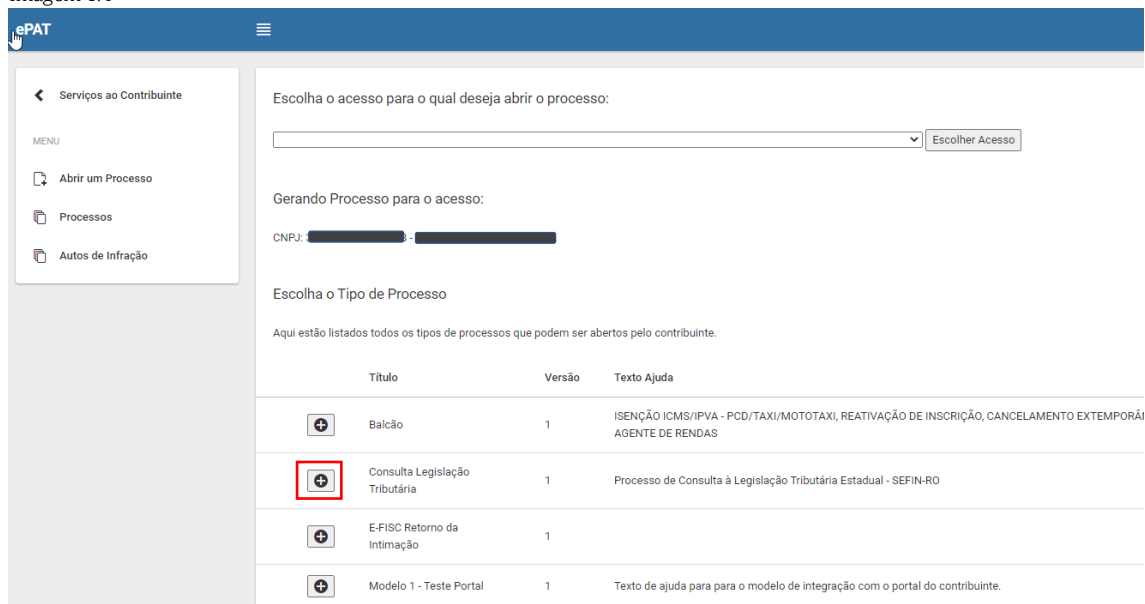 ePAT
Serviços ao Contribuinte
MENU
Abrir um Processo
Processos
Autos de Infração
Escolha o acesso para o qual deseja abrir o processo:
Escolher Acesso
Gerando Processo para o acesso:
CNPJ:
Escolha o Tipo de Processo
Aqui estão listados todos os tipos de processos que podem ser abertos pelo contribuinte.
Título Versão Texto Ajuda
Balcão 1 ISENÇÃO ICMS/IPVA - PCD/TAXI/MOTOTAXI, REATIVAÇÃO DE INSCRIÇÃO, CANCELAMENTO
AGENTE DE RENDAS
Consulta Legislação
Tributária 1 Processo de Consulta à Legislação Tributária Estadual - SEFIN-RO
E-FISC Retorno da
Intimação 1
Modelo 1 - Teste Portal 1 Texto de ajuda para para o modelo de integração com o portal do contribuinte.